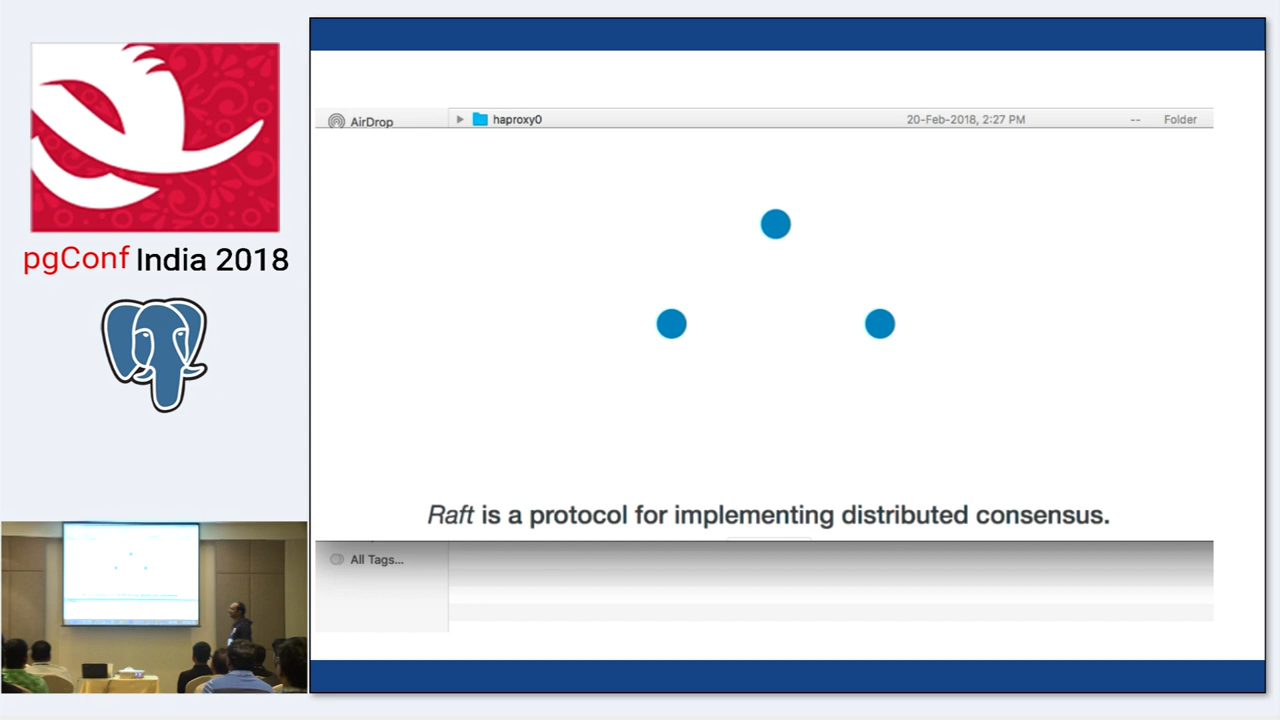 pgConf India 2018
AirDrop
haproxy0
20-Feb-2018, 2:27 PM
--
Folder
Raft is a protocol for implementing distributed consensus.
All Tags...